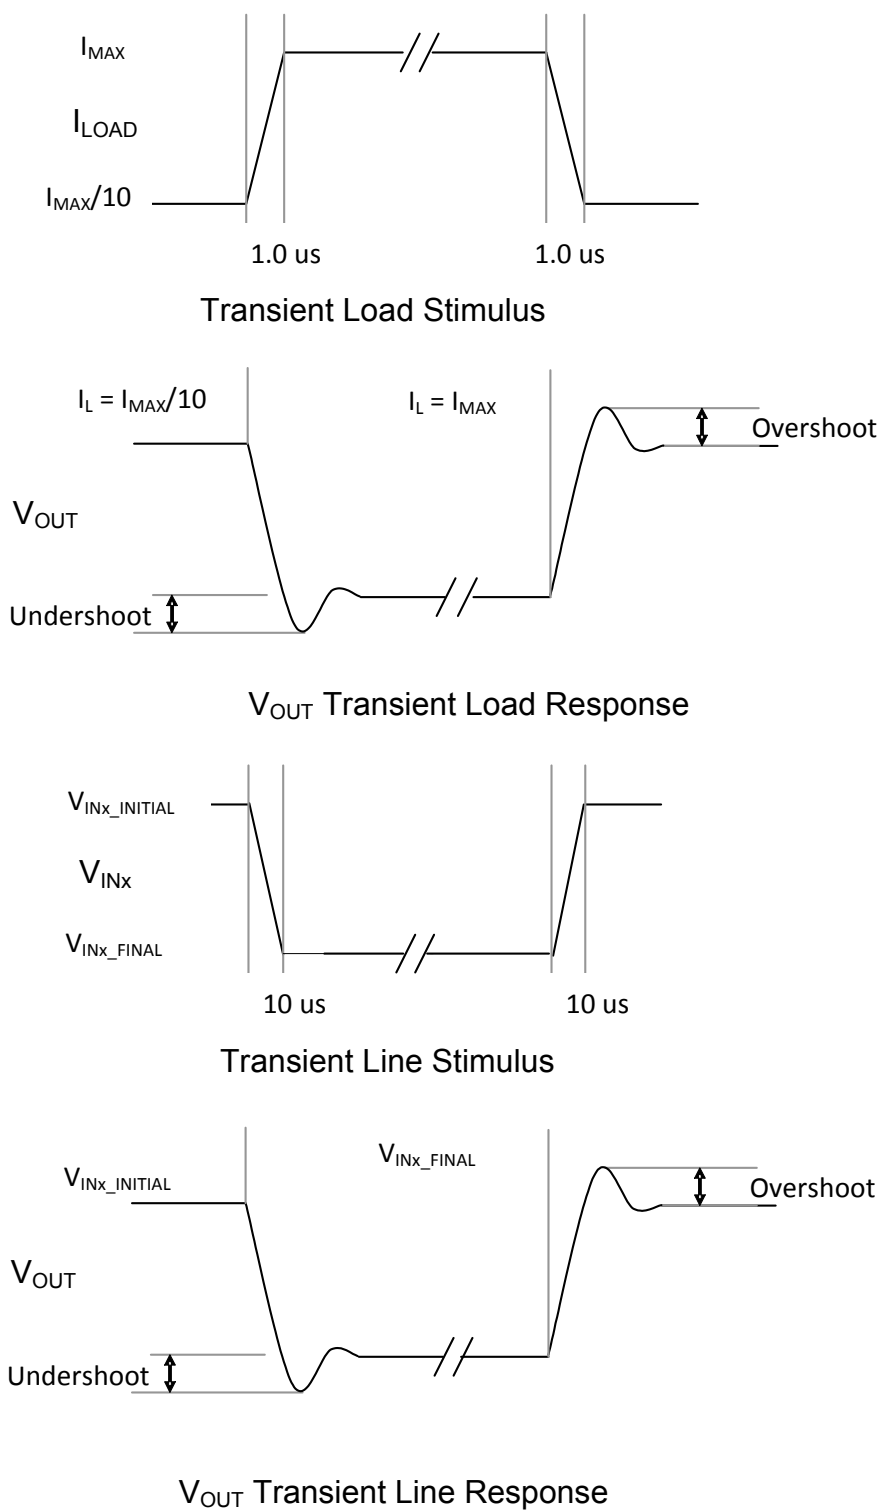 I_MAX
I_LOAD
I_MAX/10
1.0 us 1.0 us
Transient Load Stimulus
I_L = I_MAX/10 I_L = I_MAX
Overshoot
V_OUT
Undershoot
V_OUT Transient Load Response
V_INx_INITIAL
V_INx
V_INx_FINAL
10 us 10 us
Transient Line Stimulus
V_INx_INITIAL V_INx_FINAL
Overshoot
V_OUT
Undershoot
V_OUT Transient Line Response